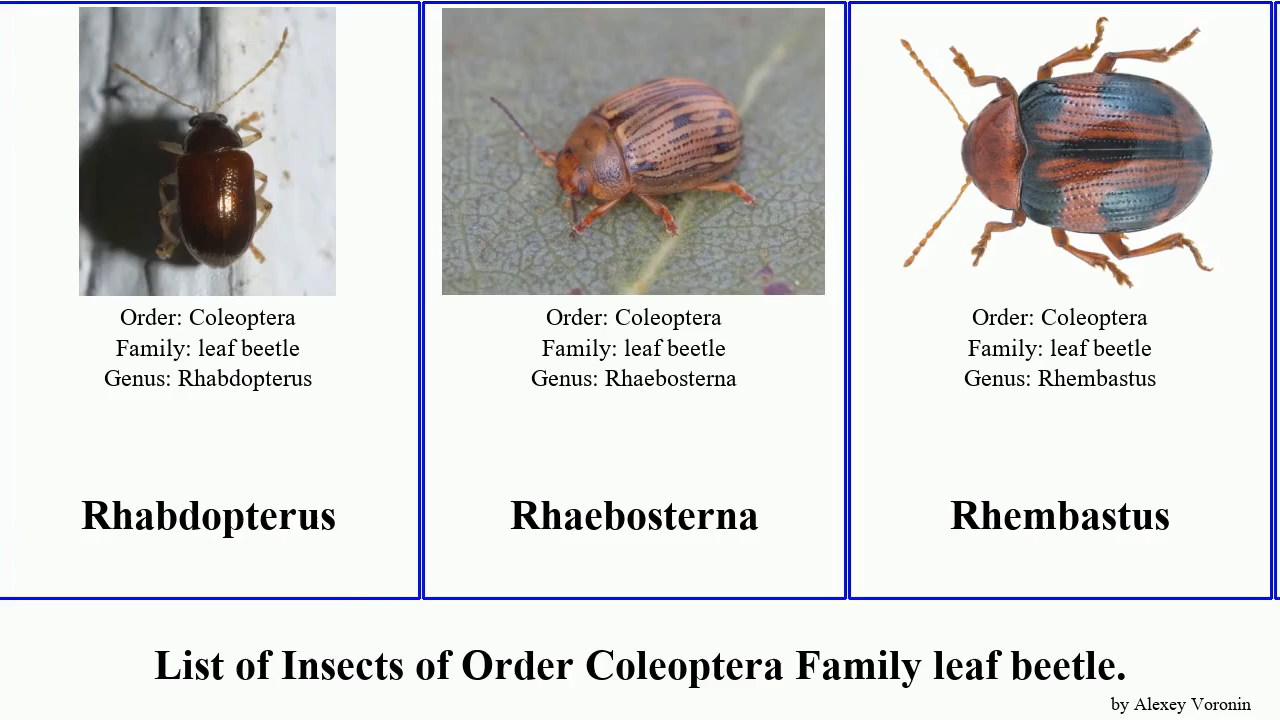 Order: Coleoptera
Family: leaf beetle
Genus: Rhabdopterus
Rhabdopterus
Order: Coleoptera
Family: leaf beetle
Genus: Rhaebosterna
Rhaebosterna
Order: Coleoptera
Family: leaf beetle
Genus: Rhembastus
Rhembastus
List of Insects of Order Coleoptera Family leaf beetle.
by Alexey Voronin